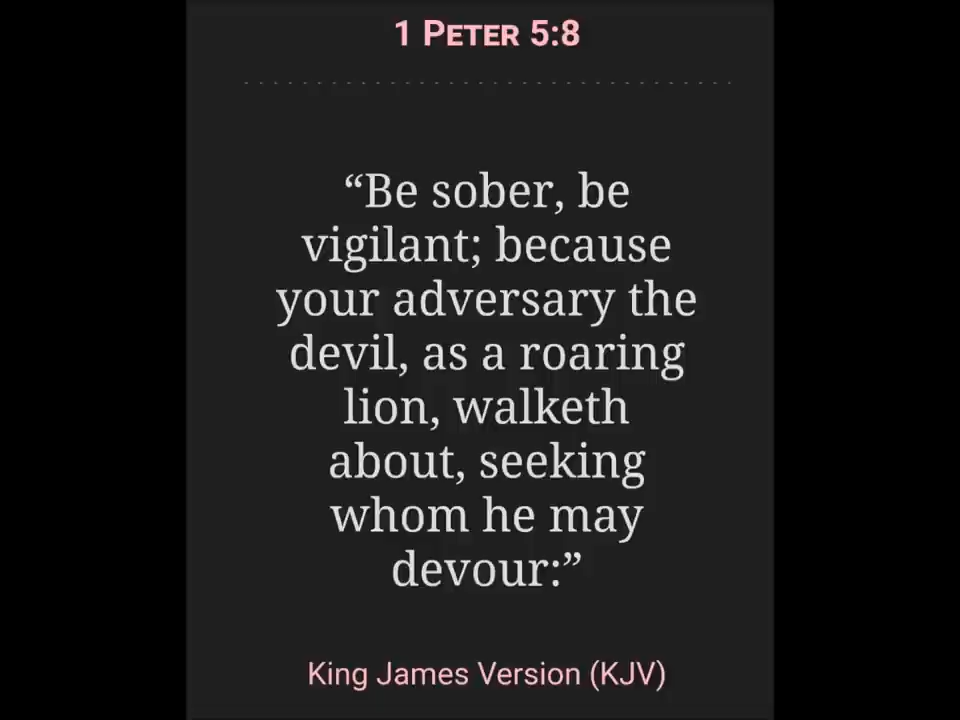 1 Peter 5:8
“Be sober, be
vigilant; because
your adversary the
devil, as a roaring
lion, walketh
about, seeking
whom he may
devour:”
King James Version (KJV)